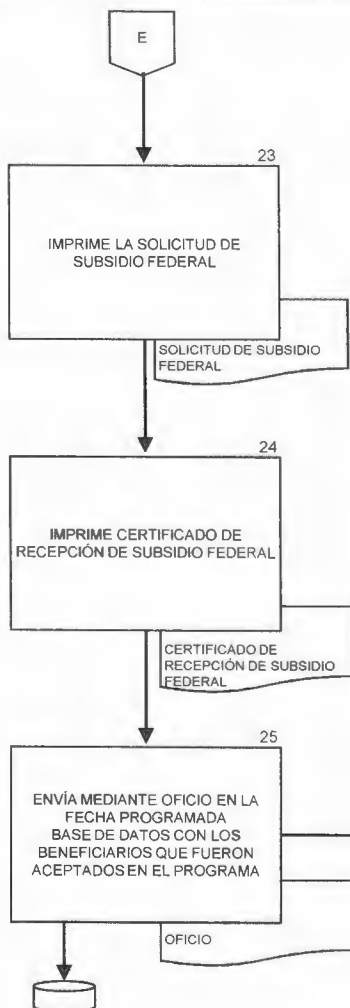 E
23
IMPRIME LA SOLICITUD DE
SUBSIDIO FEDERAL
SOLICITUD DE SUBSIDIO
FEDERAL
24
IMPRIME CERTIFICADO DE
RECEPCIÓN DE SUBSIDIO FEDERAL
CERTIFICADO DE
RECEPCIÓN DE SUBSIDIO
FEDERAL
25
ENVÍA MEDIANTE OFICIO EN LA
FECHA PROGRAMADA
BASE DE DATOS CON LOS
BENEFICIARIOS QUE FUERON
ACEPTADOS EN EL PROGRAMA
OFICIO